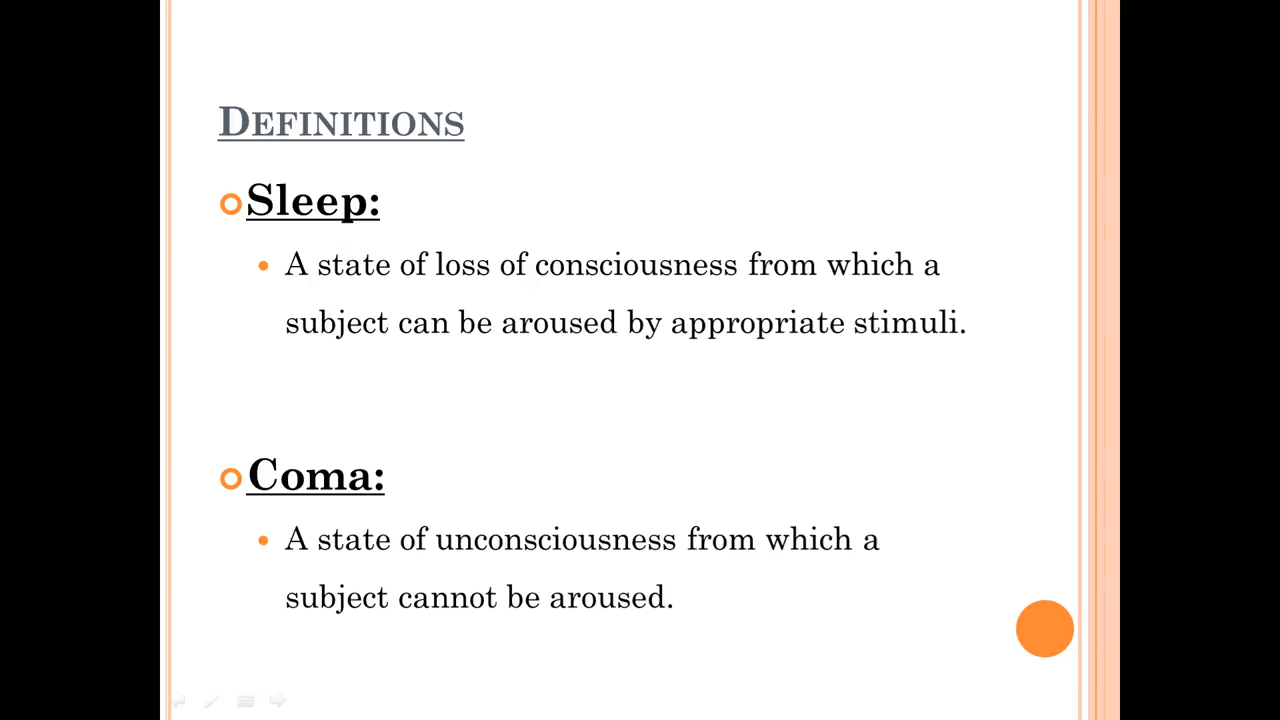 DEFINITIONS
Sleep:
A state of loss of consciousness from which a
subject can be aroused by appropriate stimuli.
Coma:
A state of unconsciousness from which a
subject cannot be aroused.